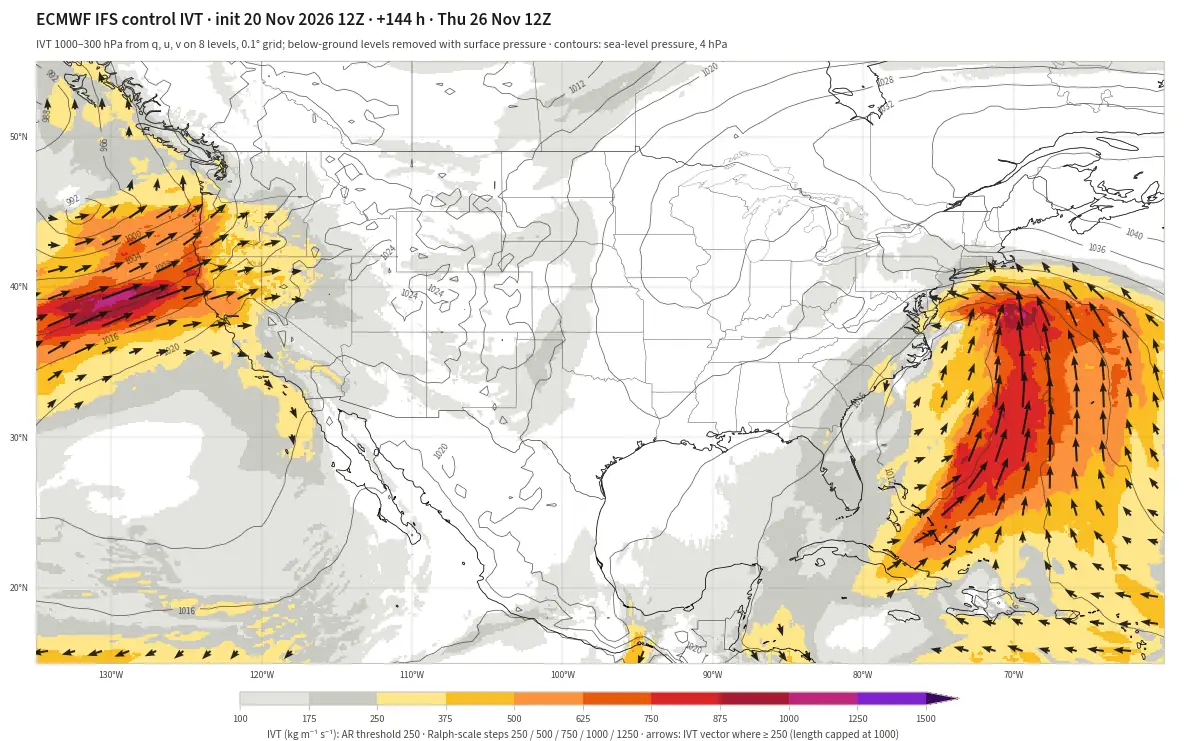 ECMWF IFS control IVT · init 20 Nov 2026 12Z · +144 h · Thu 26 Nov 12Z
IVT 1000–300 hPa from q, u, v on 8 levels, 0.1° grid; below-ground levels removed with surface pressure · contours: sea-level pressure, 4 hPa
992
1012
1020
1028
1032
988
996
50°N
992
1000
1004
1024
1040
1036
40°N
1024
1024
1016
1020
30°N
1020
20°N
1016
1020
130°W
120°W
110°W
100°W
90°W
80°W
70°W
100
175
250
375
500
625
750
875
1000
1250
1500
IVT (kg m⁻¹ s⁻¹): AR threshold 250 · Ralph-scale steps 250 / 500 / 750 / 1000 / 1250 · arrows: IVT vector where ≥ 250 (length capped at 1000)